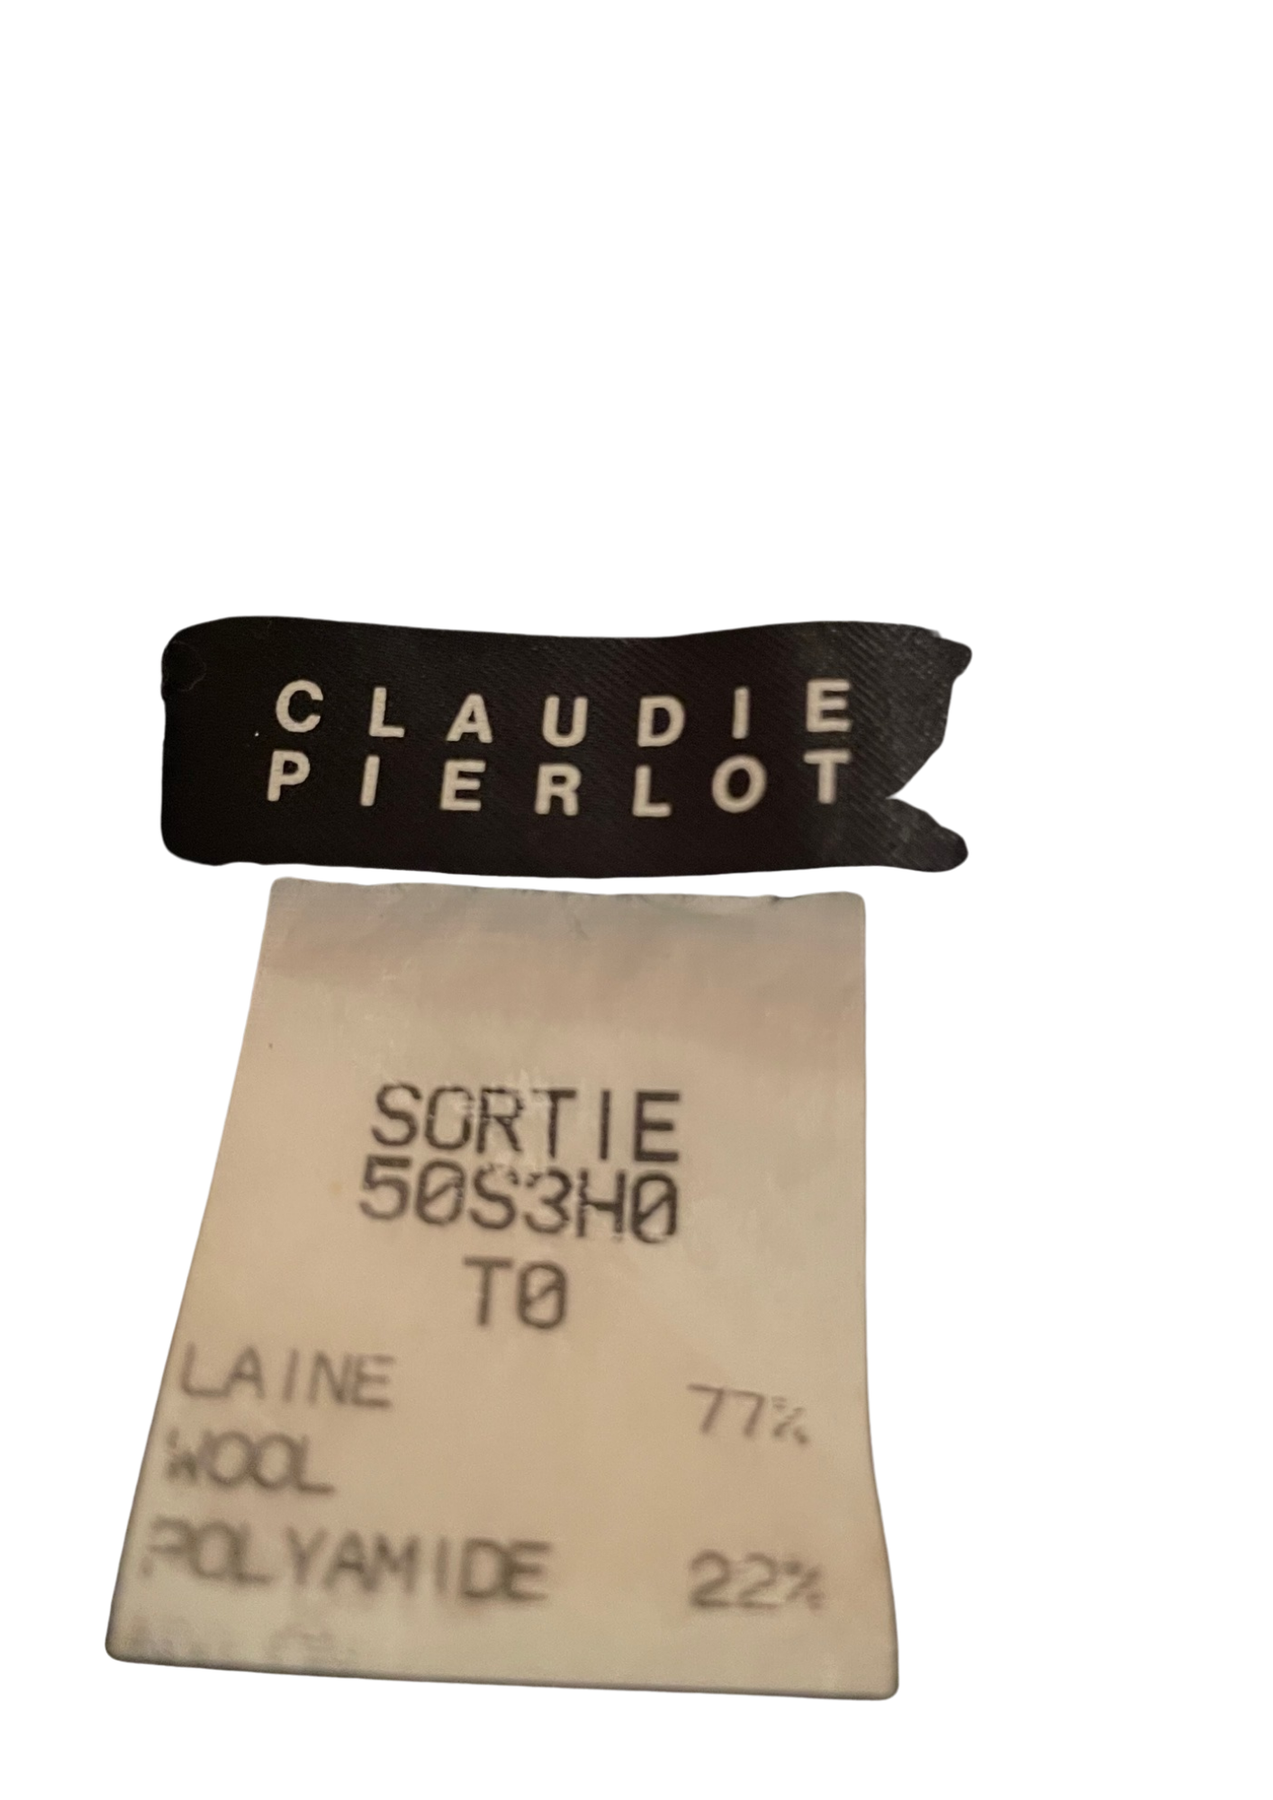 CLAUDIE
PIERLOT
SORTIE
50S3H0
T0
LAINE 77%
WOOL
POLYAMIDE 22%